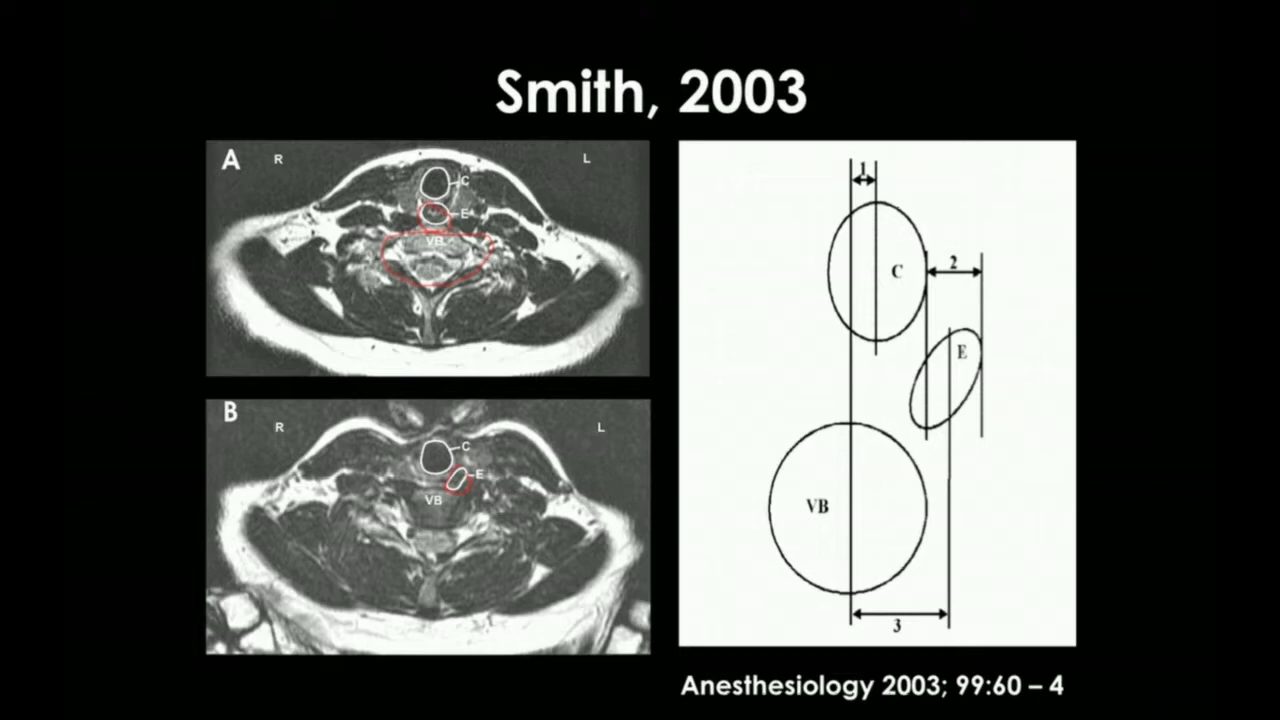 Smith, 2003
A
R
L
C
E
VB
B
R
L
C
E
VB
1
C
2
E
VB
3
Anesthesiology 2003; 99:60 – 4